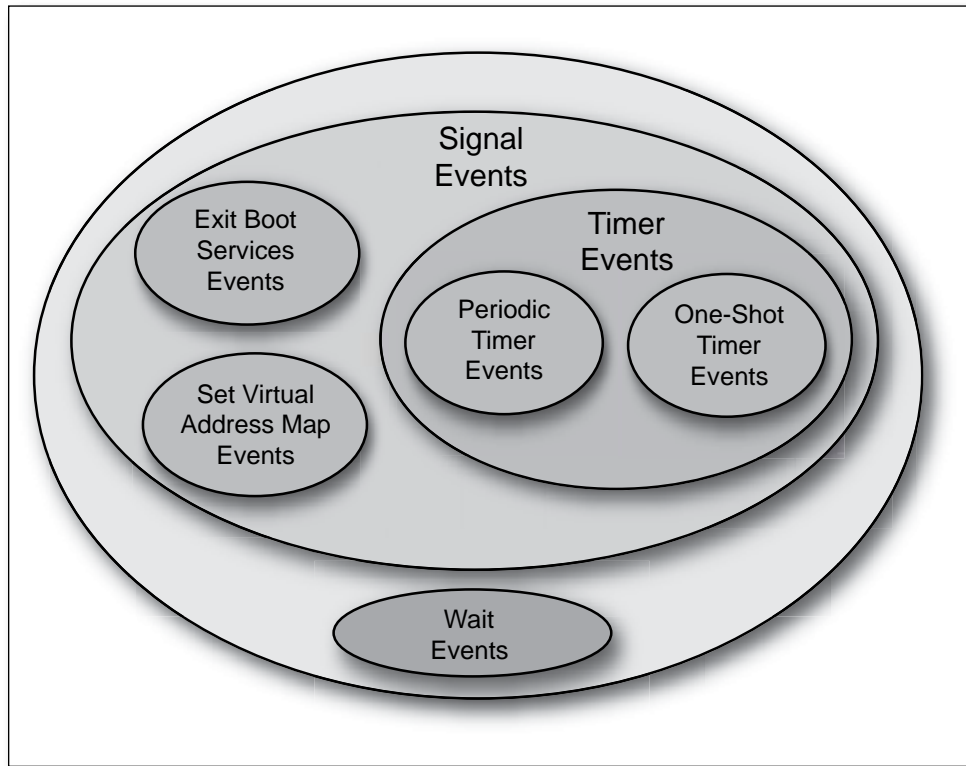 Signal
Events
Exit Boot
Services
Events
Timer
Events
Periodic
Timer
Events
One-Shot
Timer
Events
Set Virtual
Address Map
Events
Wait
Events